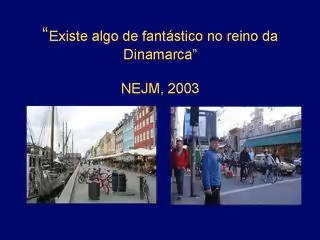 “Existe algo de fantástico no reino da
Dinamarca”
NEJM, 2003